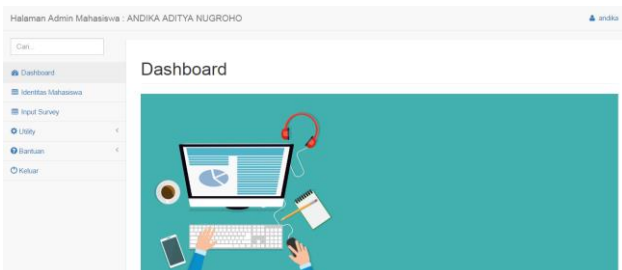 Halaman Admin Mahasiswa : ANDIKA ADITYA NUGROHO
andika
Cari..
Dashboard
Identitas Mahasiswa
Input Survey
Utility
Bantuan
Keluar
Dashboard